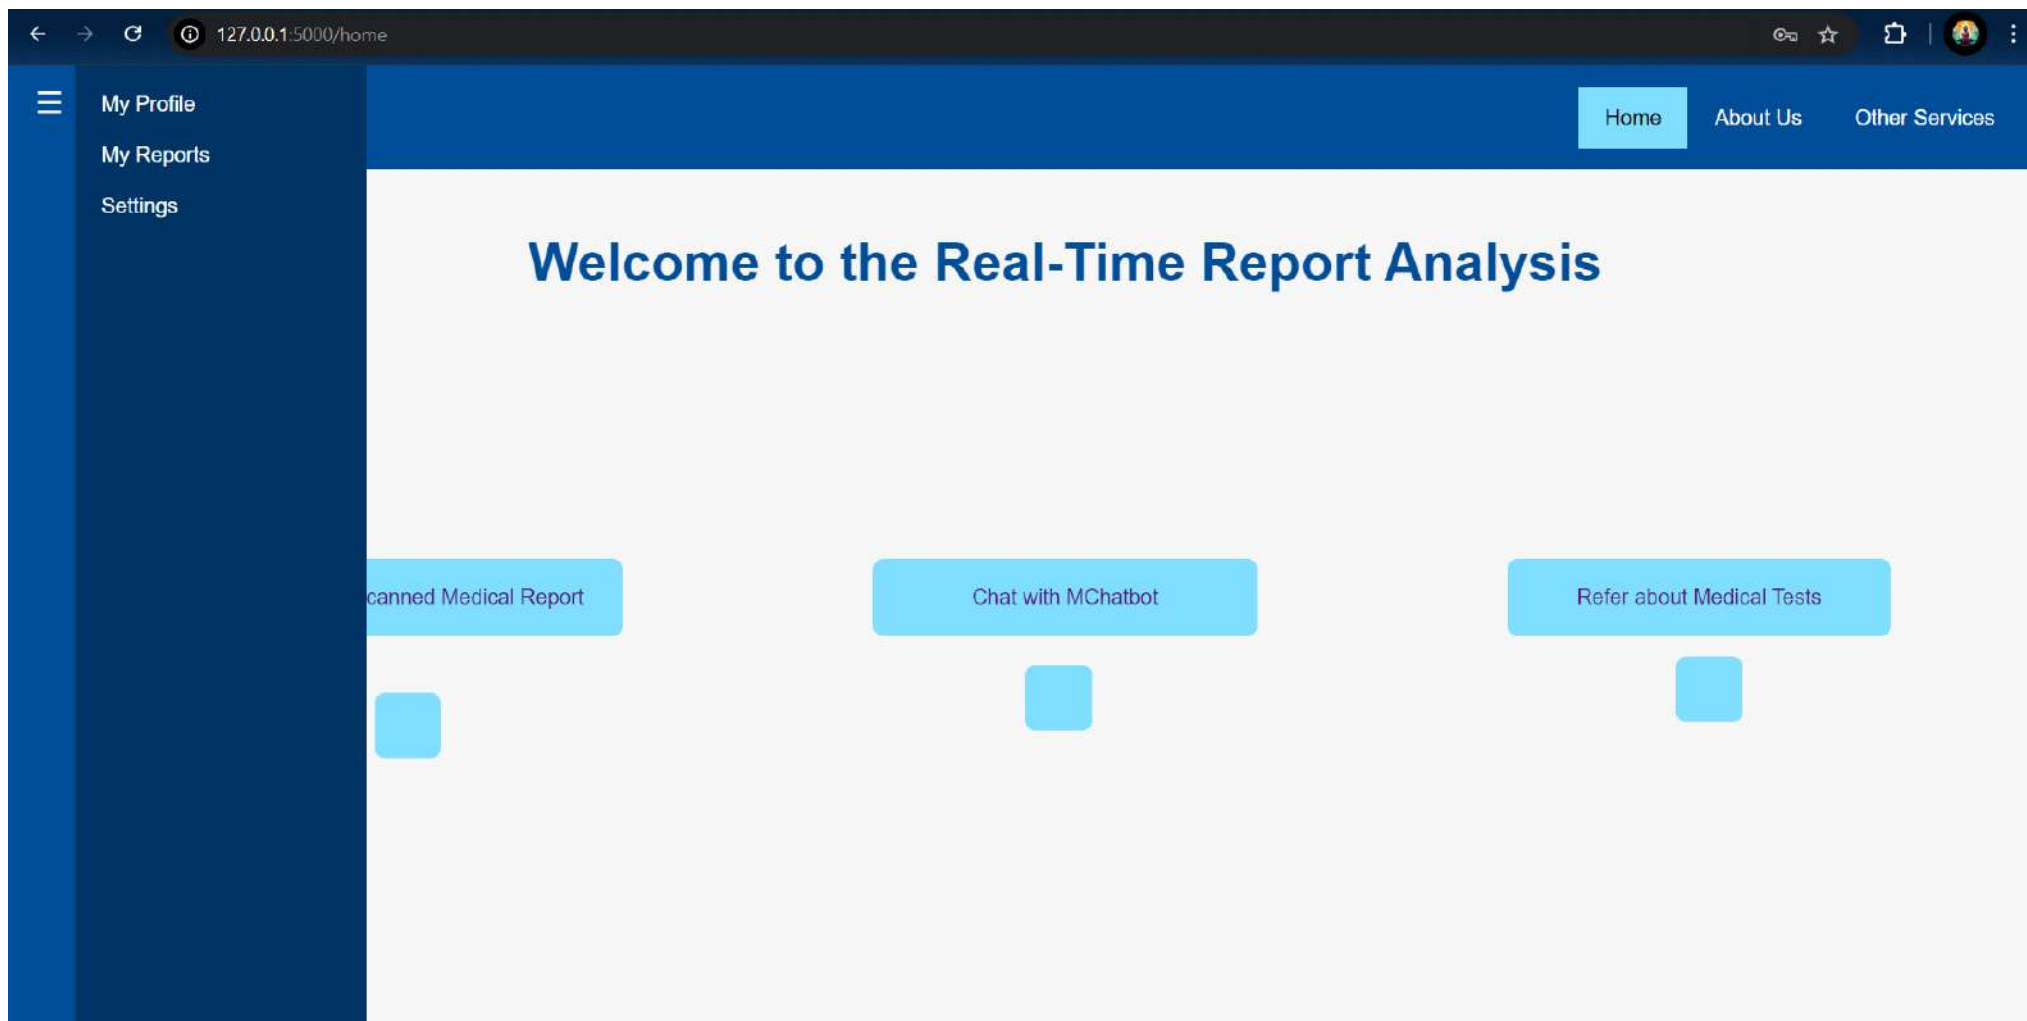 127.0.0.1:5000/home
My Profile
My Reports
Settings
Home
About Us
Other Services
Welcome to the Real-Time Report Analysis
canned Medical Report
Chat with MChatbot
Refer about Medical Tests